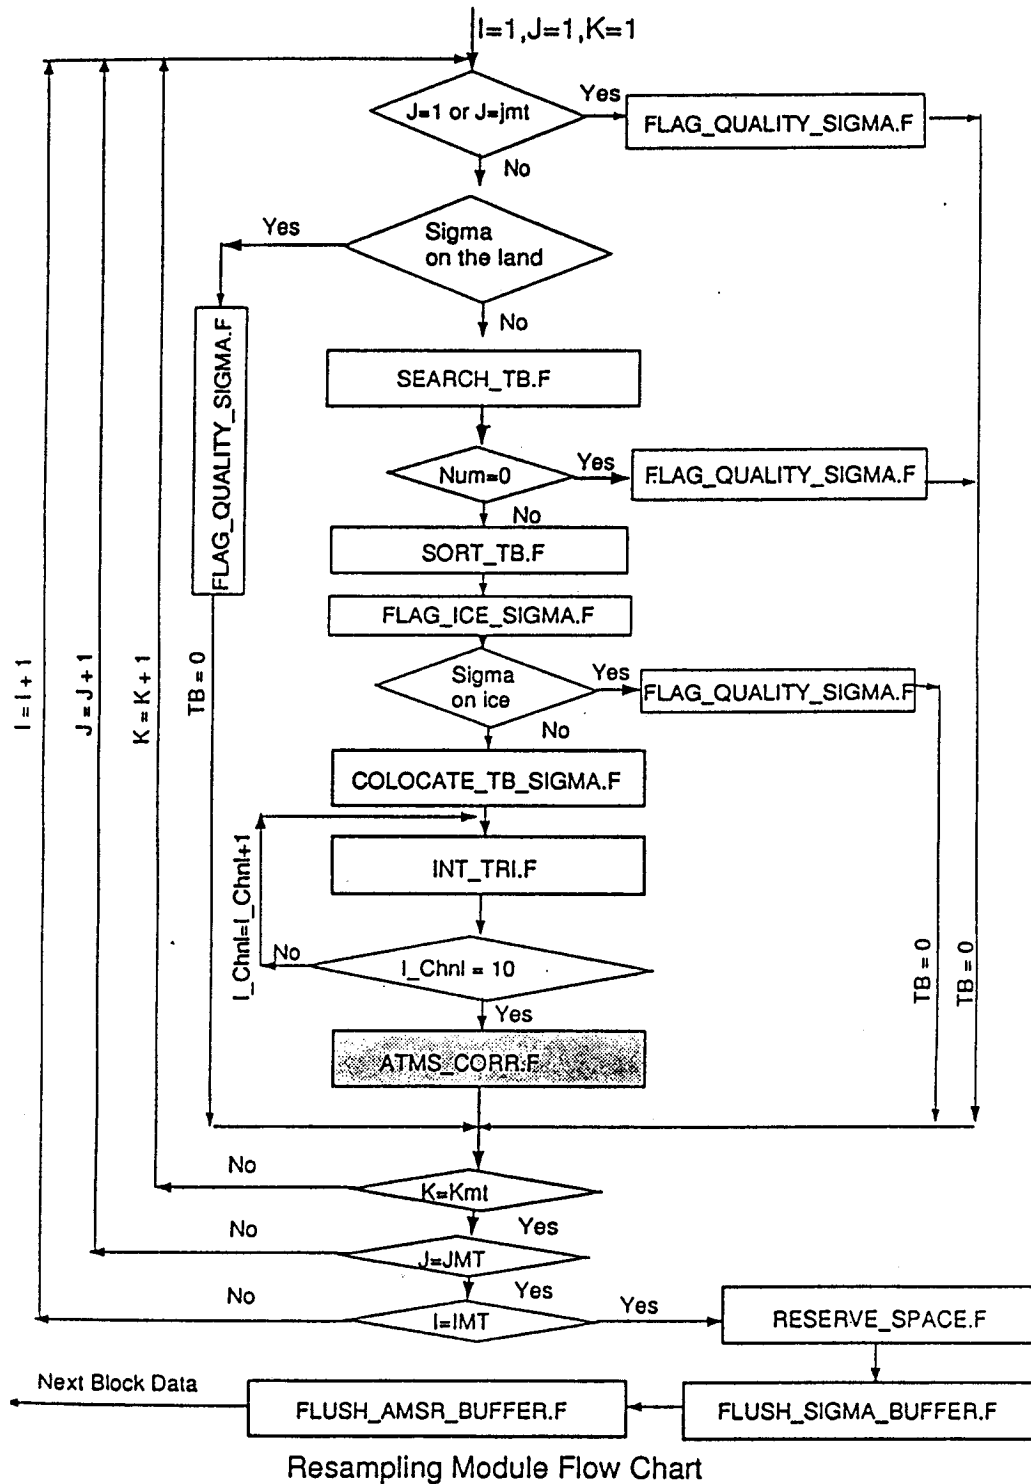 I=1,J=1,K=1
J=1 or J=jmt
Yes
FLAG_QUALITY_SIGMA.F
No
Yes
Sigma
on the land
No
FLAG_QUALITY_SIGMA.F
SEARCH_TB.F
Num=0
Yes
FLAG_QUALITY_SIGMA.F
No
SORT_TB.F
FLAG_ICE_SIGMA.F
Sigma
on ice
Yes
FLAG_QUALITY_SIGMA.F
No
I = I + 1
J = J + 1
K = K + 1
TB = 0
COLOCATE_TB_SIGMA.F
I_Chnl=I_Chnl+1
INT_TRI.F
No
I_Chnl = 10
Yes
TB = 0
TB = 0
ATMS_CORR.F
No
K=Kmt
Yes
No
J=JMT
Yes
No
I=IMT
Yes
RESERVE_SPACE.F
Next Block Data
FLUSH_AMSR_BUFFER.F
FLUSH_SIGMA_BUFFER.F
Resampling Module Flow Chart